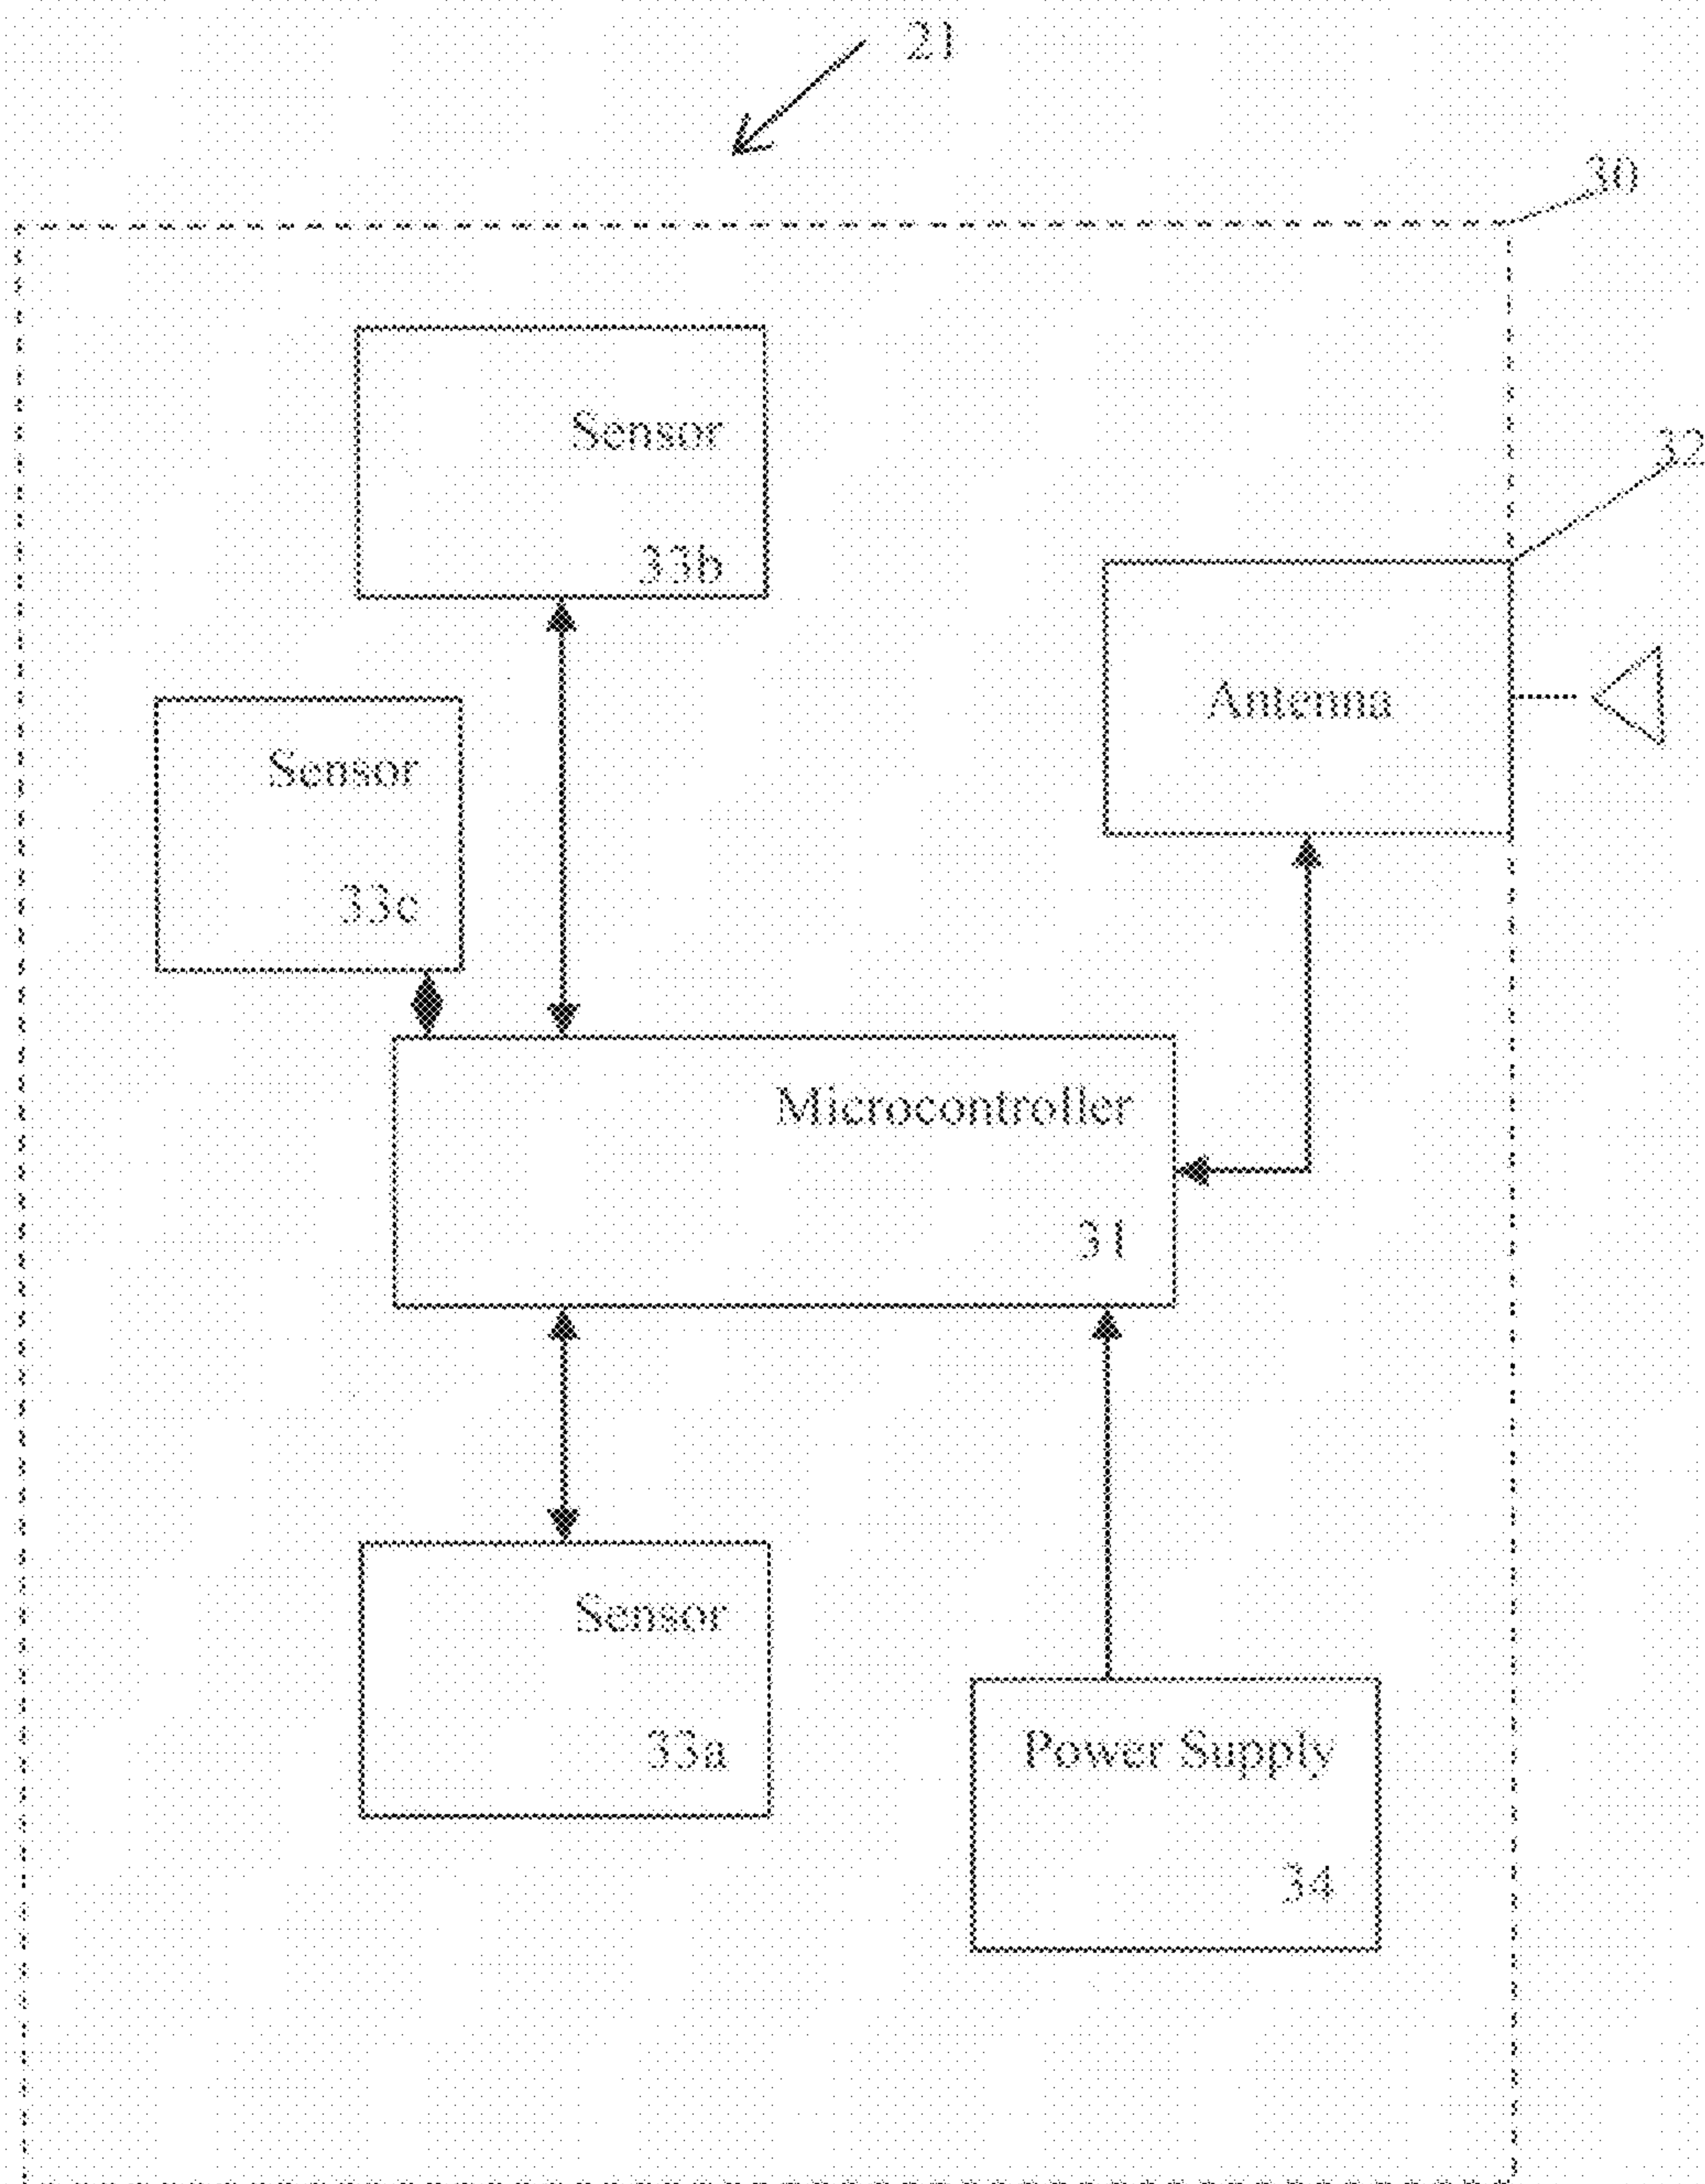 21
30
Sensor
33b
32
Antenna
Sensor
33c
Microcontroller
31
Sensor
33a
Power Supply
34